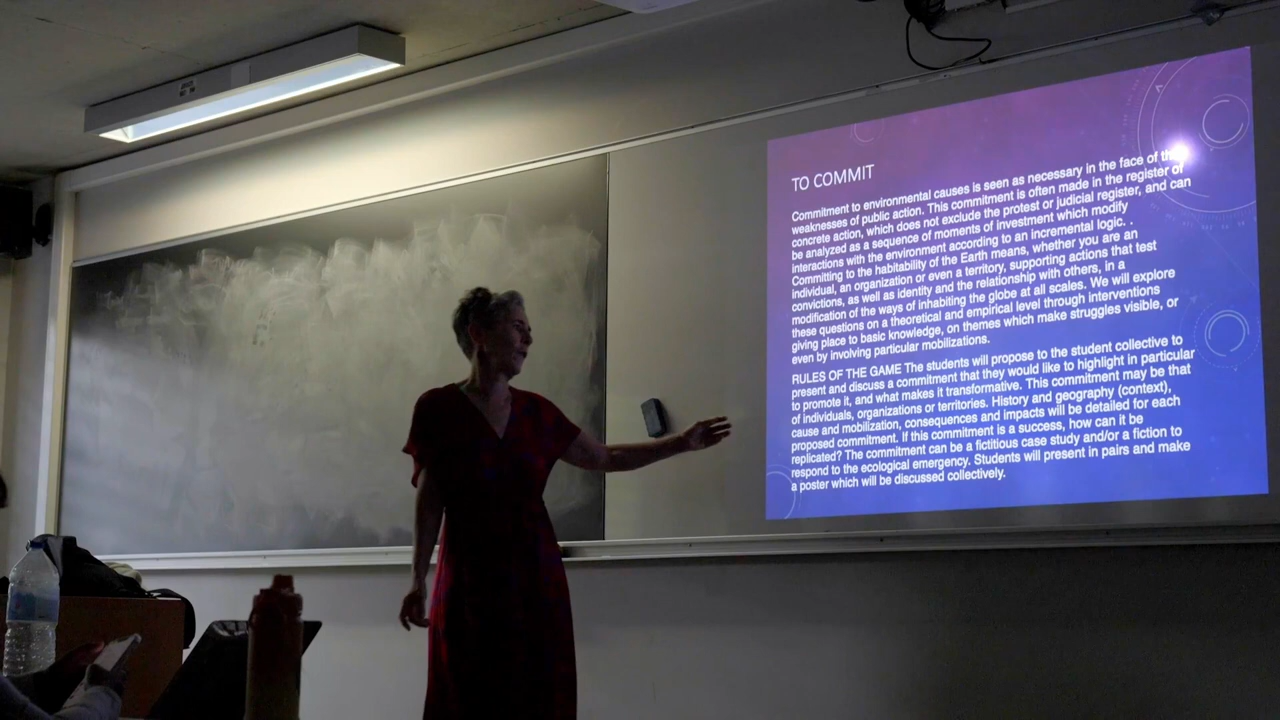 TO COMMIT
Commitment to environmental causes is seen as necessary in the face of the
weaknesses of public action. This commitment is often made in the register of
concrete action, which does not exclude the protest or judicial register, and can
be analyzed as a sequence of moments of investment which modify
interactions with the environment according to an incremental logic. .
Committing to the habitability of the Earth means, whether you are an
individual, an organization or even a territory, supporting actions that test
convictions, as well as identity and the relationship with others, in a
modification of the ways of inhabiting the globe at all scales. We will explore
these questions on a theoretical and empirical level through interventions
giving place to basic knowledge, on themes which make struggles visible, or
even by involving particular mobilizations.
RULES OF THE GAME The students will propose to the student collective to
present and discuss a commitment that they would like to highlight in particular
to promote it, and what makes it transformative. This commitment may be that
of individuals, organizations or territories. History and geography (context),
cause and mobilization, consequences and impacts will be detailed for each
proposed commitment. If this commitment is a success, how can it be
replicated? The commitment can be a fictitious case study and/or a fiction to
respond to the ecological emergency. Students will present in pairs and make
a poster which will be discussed collectively.